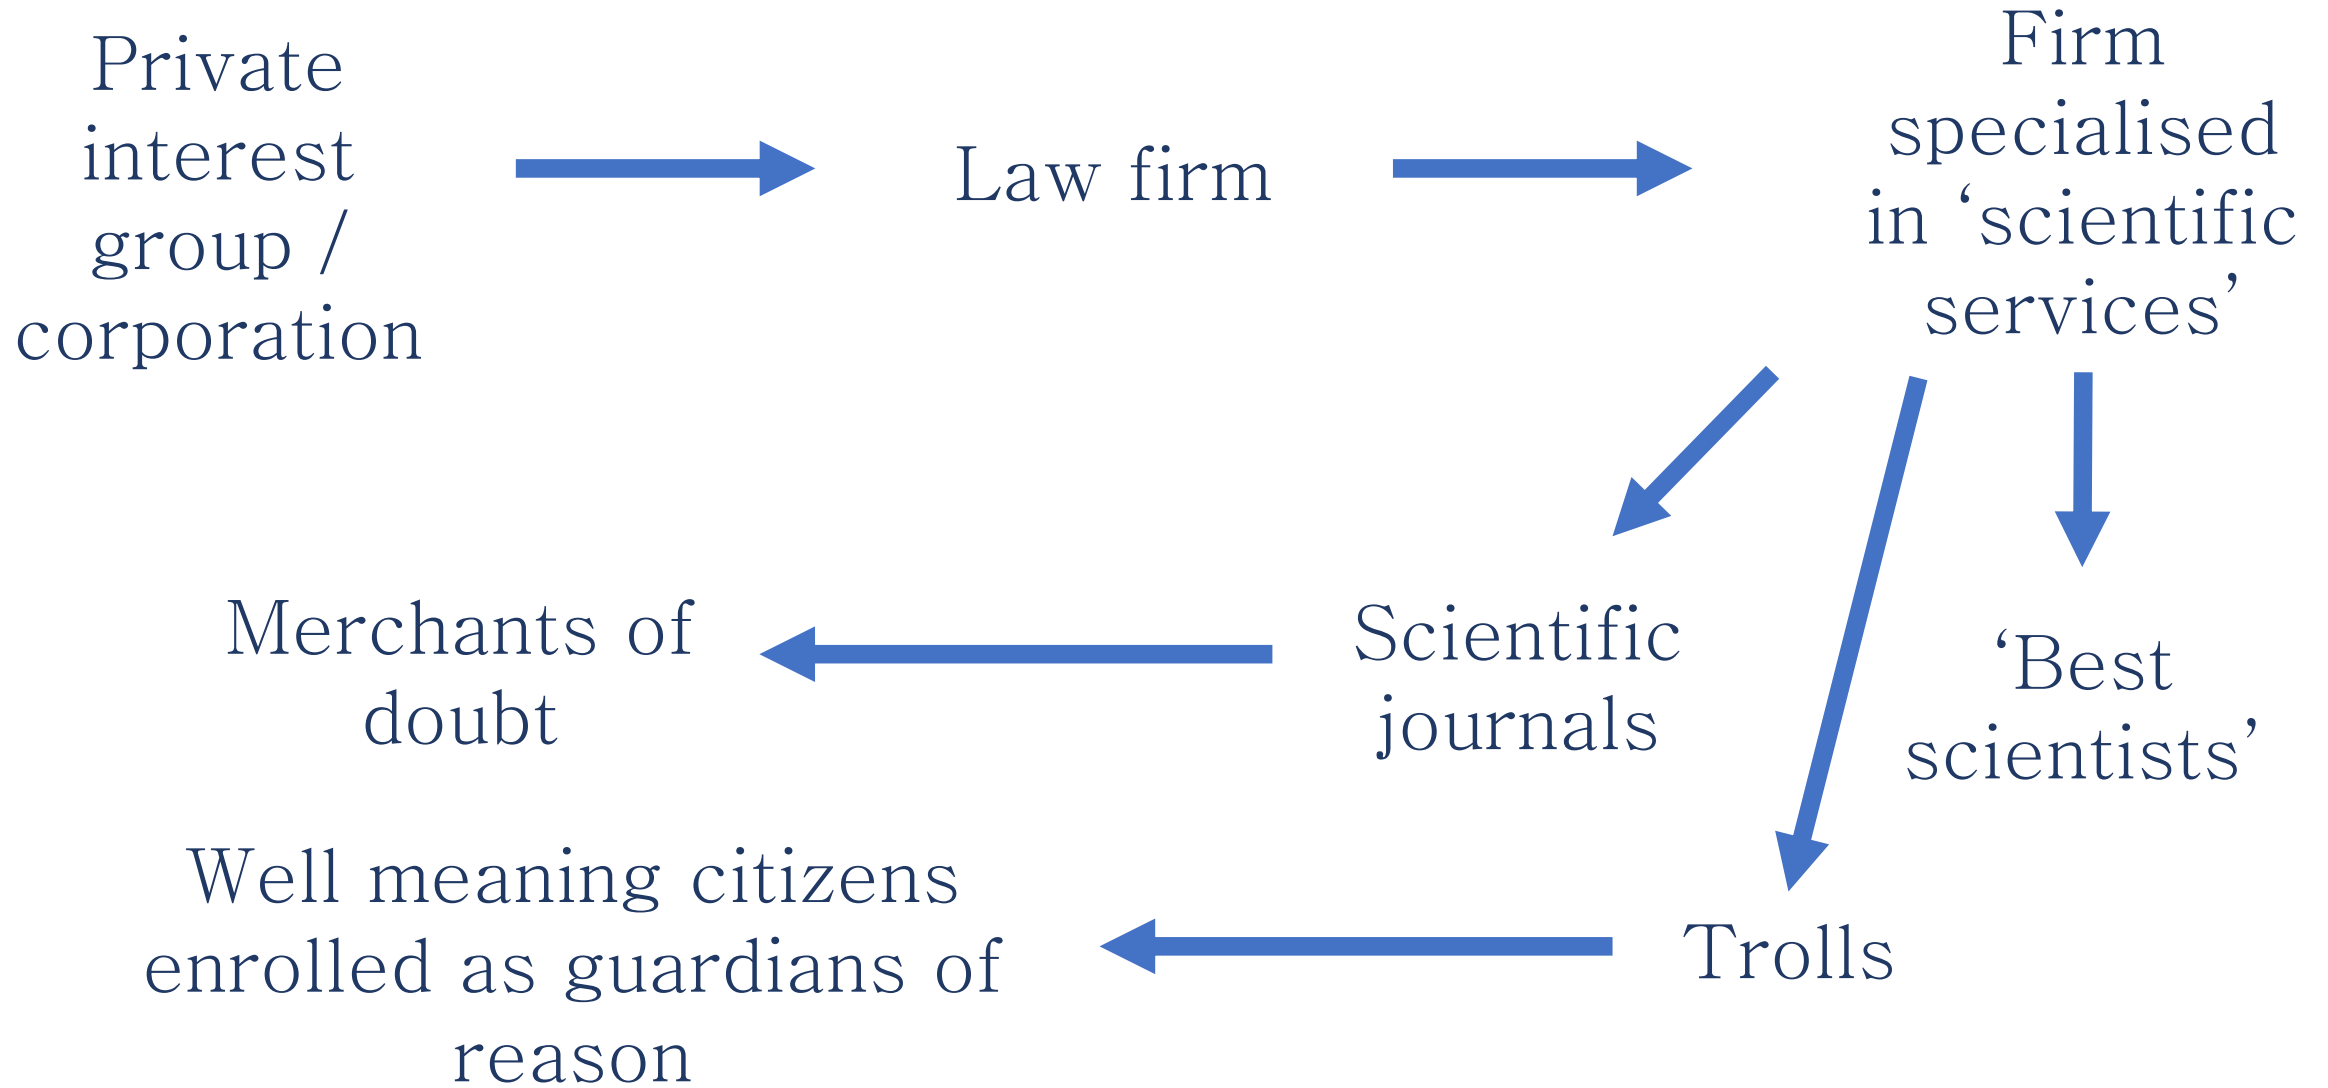 Private
interest
group /
corporation
Law firm
Firm
specialised
in ‘scientific
services’
Merchants of
doubt
Scientific
journals
‘Best
scientists’
Well meaning citizens
enrolled as guardians of
reason
Trolls